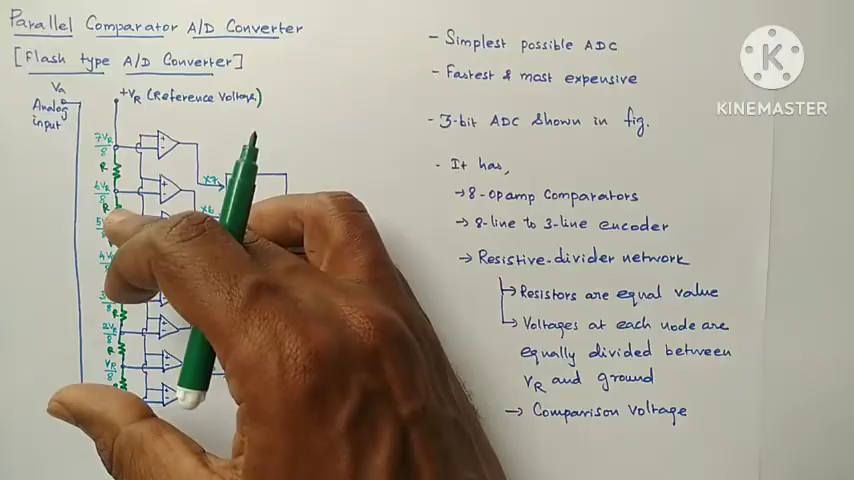 Parallel Comparator A/D Converter
[Flash type A/D Converter]
Va
Analog
input
+VR (Reference Voltage)
7VR/8
R
6VR/8
R
X7
X6
2VR/8
R
VR/8
- Simplest possible ADC
- Fastest & most expensive
- 3-bit ADC Shown in fig.
- It has,
→ 8-opamp Comparators
→ 8-line to 3-line encoder
→ Resistive-divider network
→ Resistors are equal value
→ Voltages at each node are
equally divided between
VR and ground
→ Comparison Voltage
K
KINEMASTER